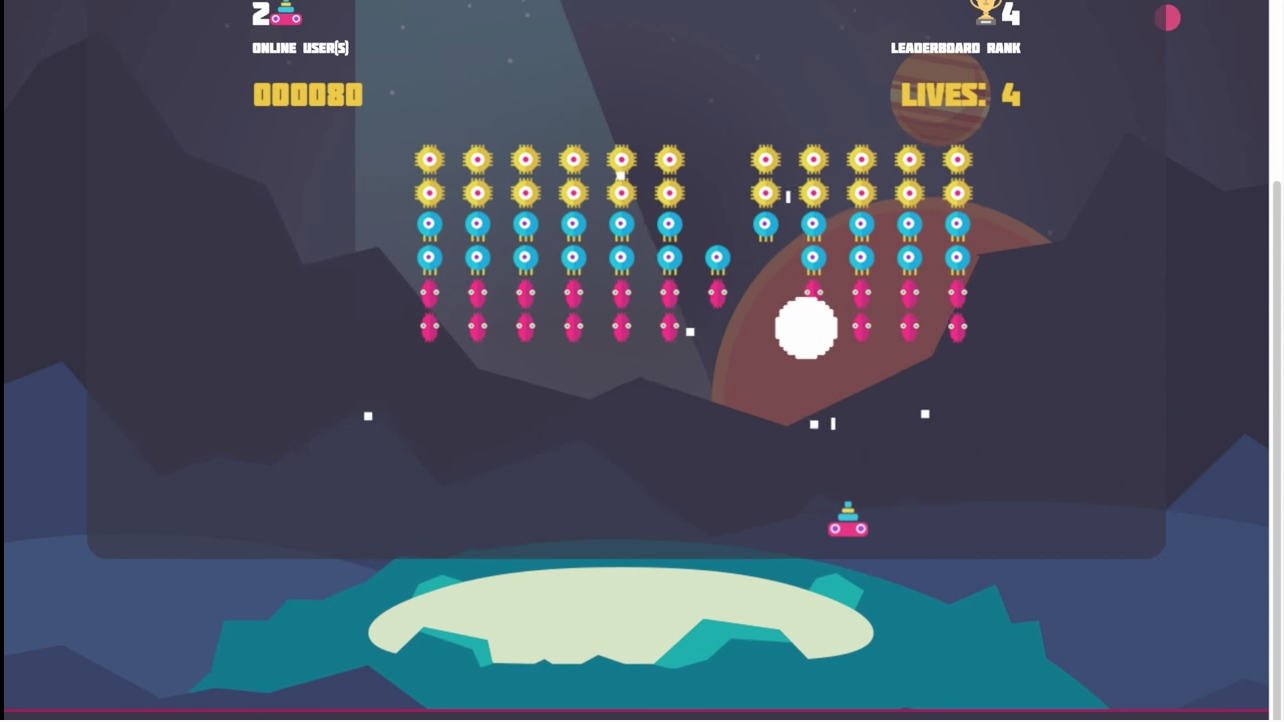 2
4
ONLINE USER(S)
LEADERBOARD RANK
000080
LIVES: 4